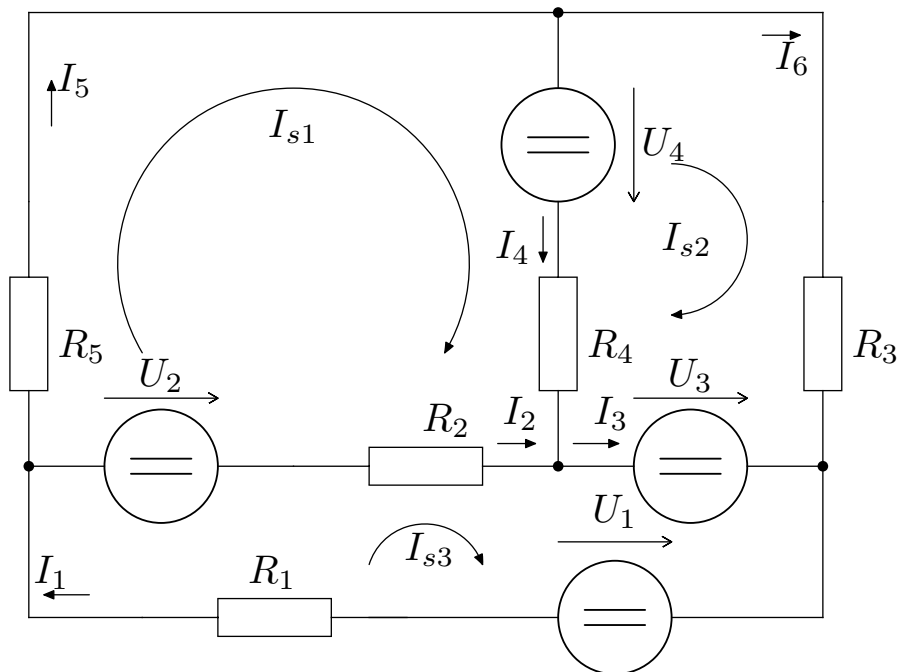 I₆
I₅
Iₛ₁
U₄
I₄
Iₛ₂
R₅
R₄
R₃
U₂
U₃
R₂
I₂
I₃
U₁
Iₛ₃
I₁
R₁